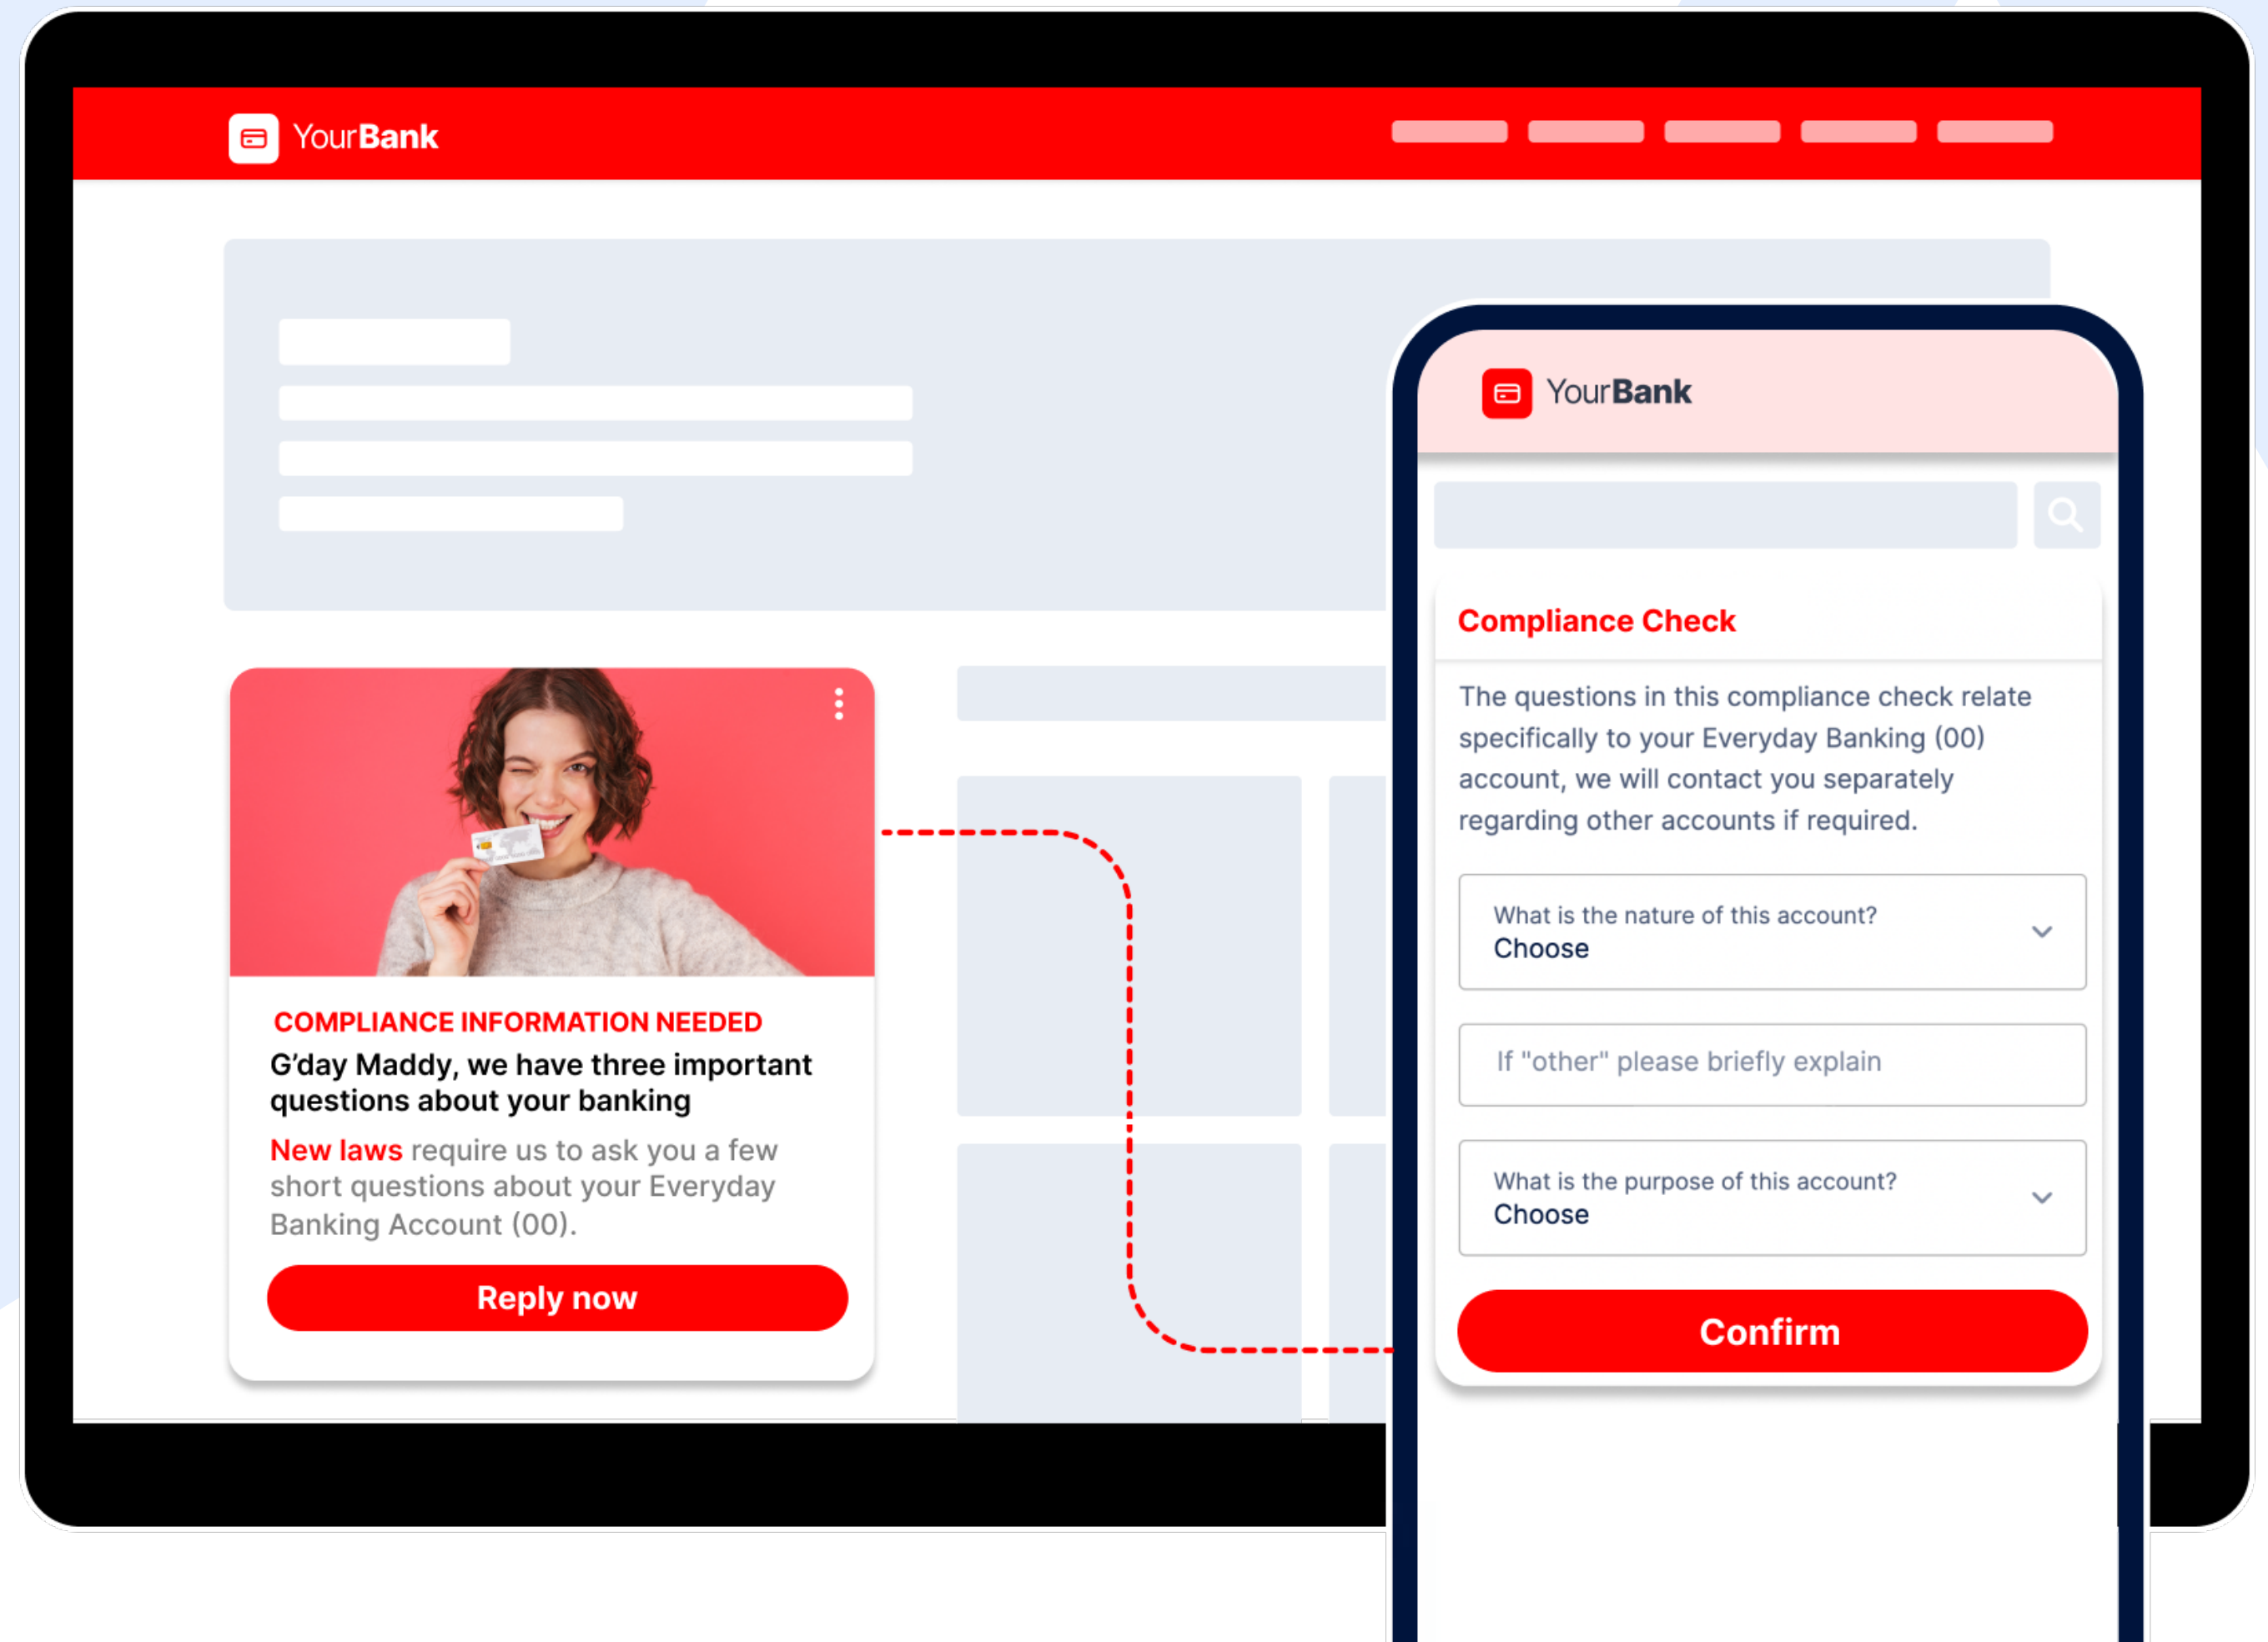 YourBank
COMPLIANCE INFORMATION NEEDED
G’day Maddy, we have three important
questions about your banking
New laws require us to ask you a few
short questions about your Everyday
Banking Account (00).
Reply now
YourBank
Compliance Check
The questions in this compliance check relate
specifically to your Everyday Banking (00)
account, we will contact you separately
regarding other accounts if required.
What is the nature of this account?
Choose
If "other" please briefly explain
What is the purpose of this account?
Choose
Confirm